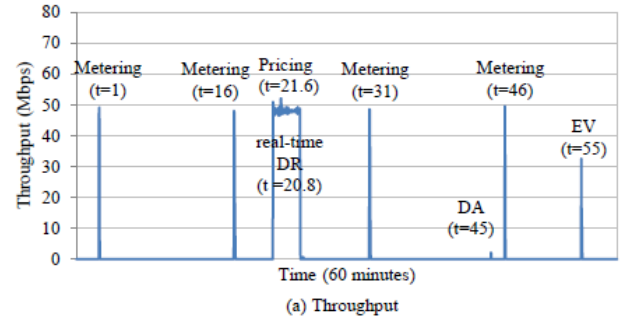 80
70
60
50
40
30
20
10
0
Throughput (Mbps)
Metering
(t=1)
Metering
(t=16)
Pricing
(t=21.6)
real-time
DR
(t =20.8)
Metering
(t=31)
Metering
(t=46)
DA
(t=45)
EV
(t=55)
Time (60 minutes)
(a) Throughput